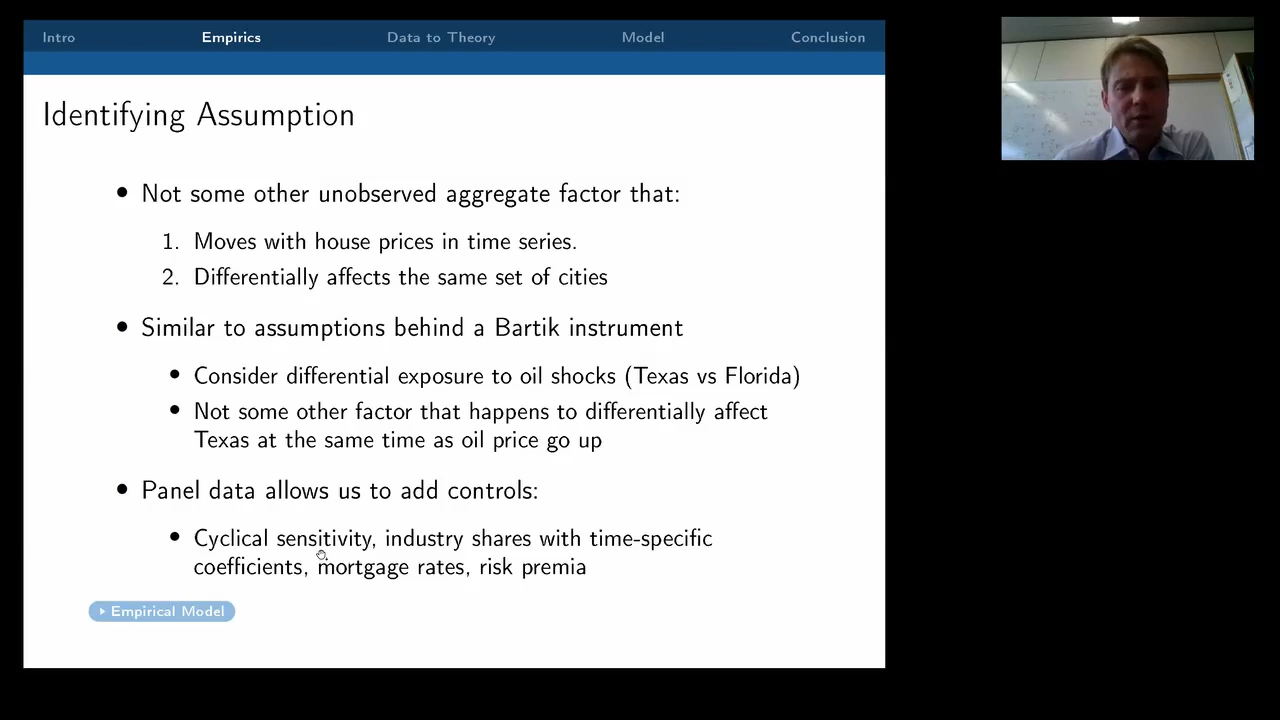 Intro Empirics Data to Theory Model Conclusion
Identifying Assumption
• Not some other unobserved aggregate factor that:
1. Moves with house prices in time series.
2. Differentially affects the same set of cities
• Similar to assumptions behind a Bartik instrument
• Consider differential exposure to oil shocks (Texas vs Florida)
• Not some other factor that happens to differentially affect
Texas at the same time as oil price go up
• Panel data allows us to add controls:
• Cyclical sensitivity, industry shares with time-specific
coefficients, mortgage rates, risk premia
Empirical Model